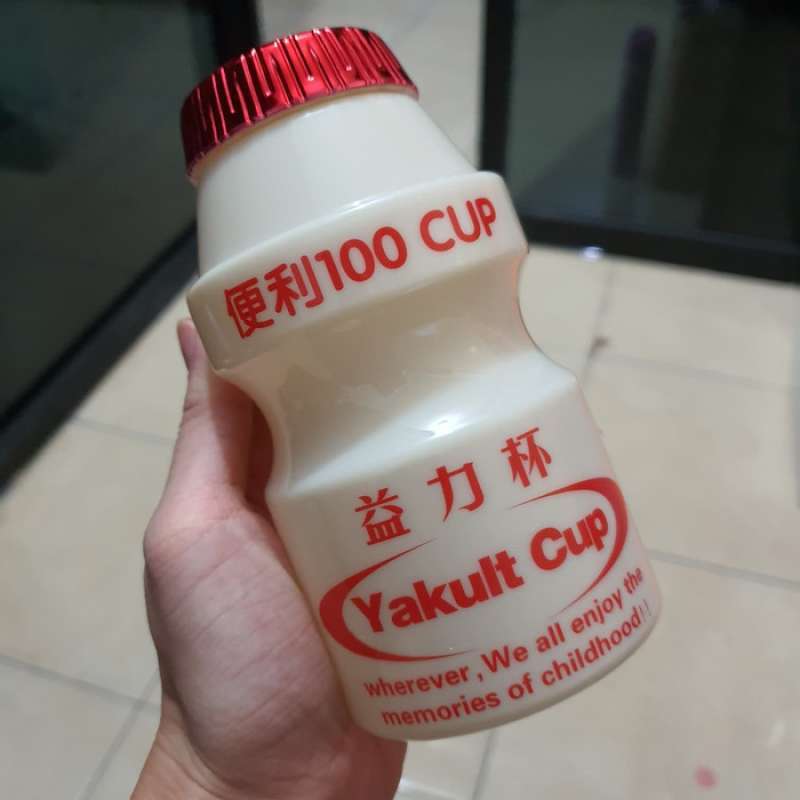 便利100 CUP
益力杯
Yakult Cup
wherever,We all enjoy the
memories of childhood!!